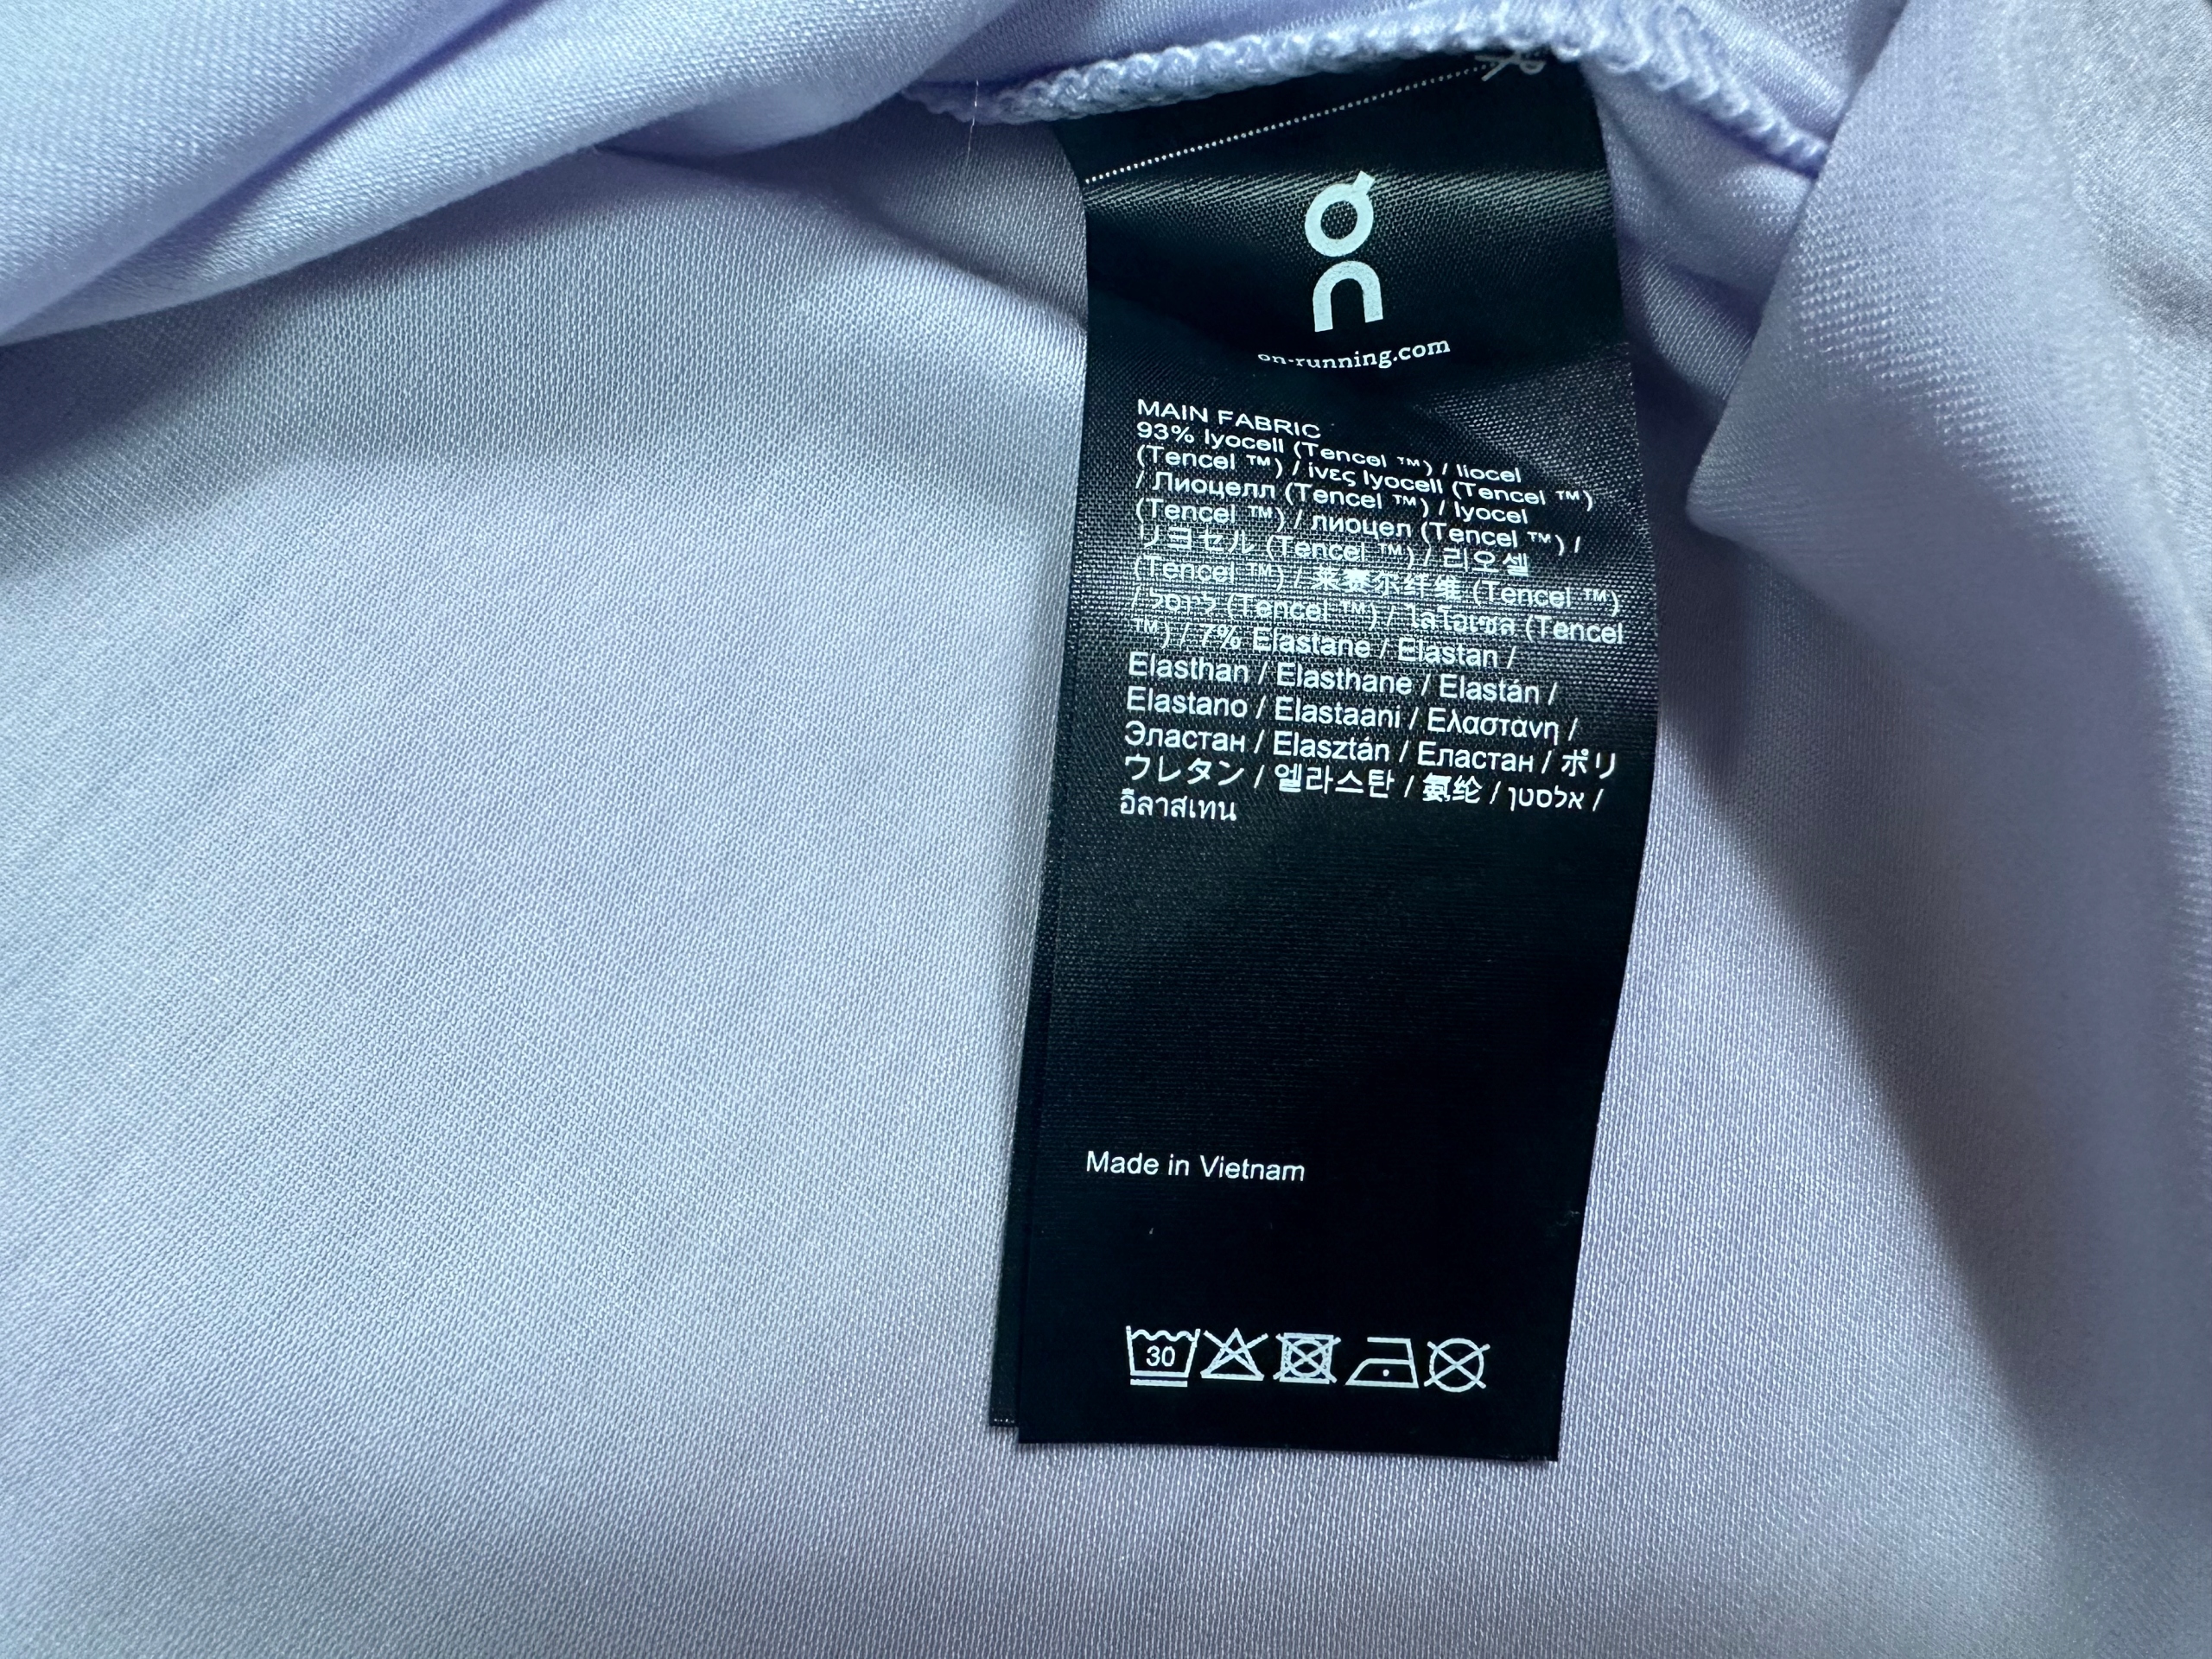 on
on-running.com
MAIN FABRIC
93% lyocell (Tencel ™) / liocel
(Tencel ™) / ίνες lyocell (Tencel ™)
/ Лиоцелл (Tencel ™) / lyocel
(Tencel ™) / лиоцел (Tencel ™) /
リヨセル (Tencel ™) / 리오셀
(Tencel ™) / 莱赛尔纤维 (Tencel ™)
/ ליוסל (Tencel ™) / ไลโอเซล (Tencel
™) / 7% Elastane / Elastan /
Elasthan / Elasthane / Elastán /
Elastano / Elastaani / Ελαστανη /
Эластан / Elasztán / Еластан / ポリ
ウレタン / 엘라스탄 / 氨纶 / אלסטן /
อีลาสเทน
Made in Vietnam
30